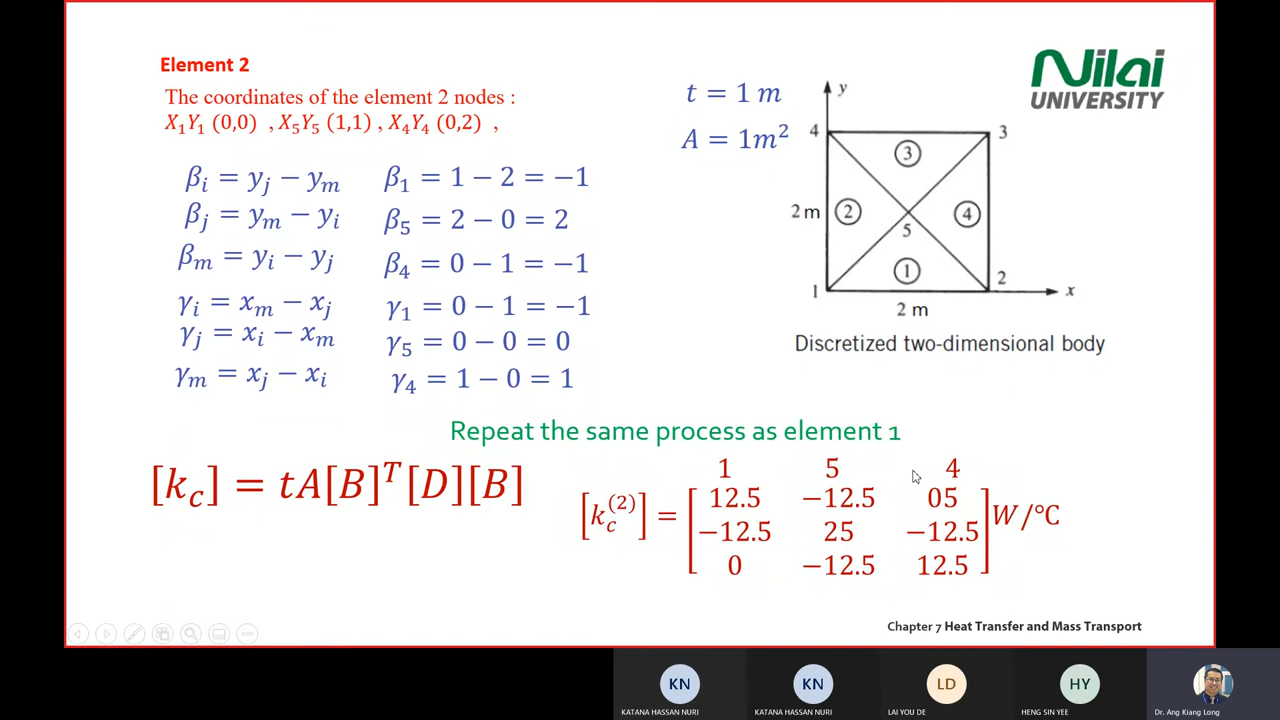 Element 2
The coordinates of the element 2 nodes :
X₁Y₁ (0,0) , X₅Y₅ (1,1) , X₄Y₄ (0,2) ,
βᵢ = yⱼ − yₘ
βⱼ = yₘ − yᵢ
βₘ = yᵢ − yⱼ
γᵢ = xₘ − xⱼ
γⱼ = xᵢ − xₘ
γₘ = xⱼ − xᵢ
β₁ = 1 − 2 = −1
β₅ = 2 − 0 = 2
β₄ = 0 − 1 = −1
γ₁ = 0 − 1 = −1
γ₅ = 0 − 0 = 0
γ₄ = 1 − 0 = 1
t = 1 m
A = 1m²
Nilai
UNIVERSITY
y
4
3
③
2 m
②
④
5
①
1
2
x
2 m
Discretized two-dimensional body
Repeat the same process as element 1
[k_c] = tA[B]ᵀ[D][B]
1 5 4
[k_c⁽²⁾] = [12.5 −12.5 05
−12.5 25 −12.5
0 −12.5 12.5] W/°C
Chapter 7 Heat Transfer and Mass Transport
KN
KN
LD
HY
KATANA HASSAN NURI
KATANA HASSAN NURI
LAI YOU DE
HENG SIN YEE
Dr. Ang Kiang Long